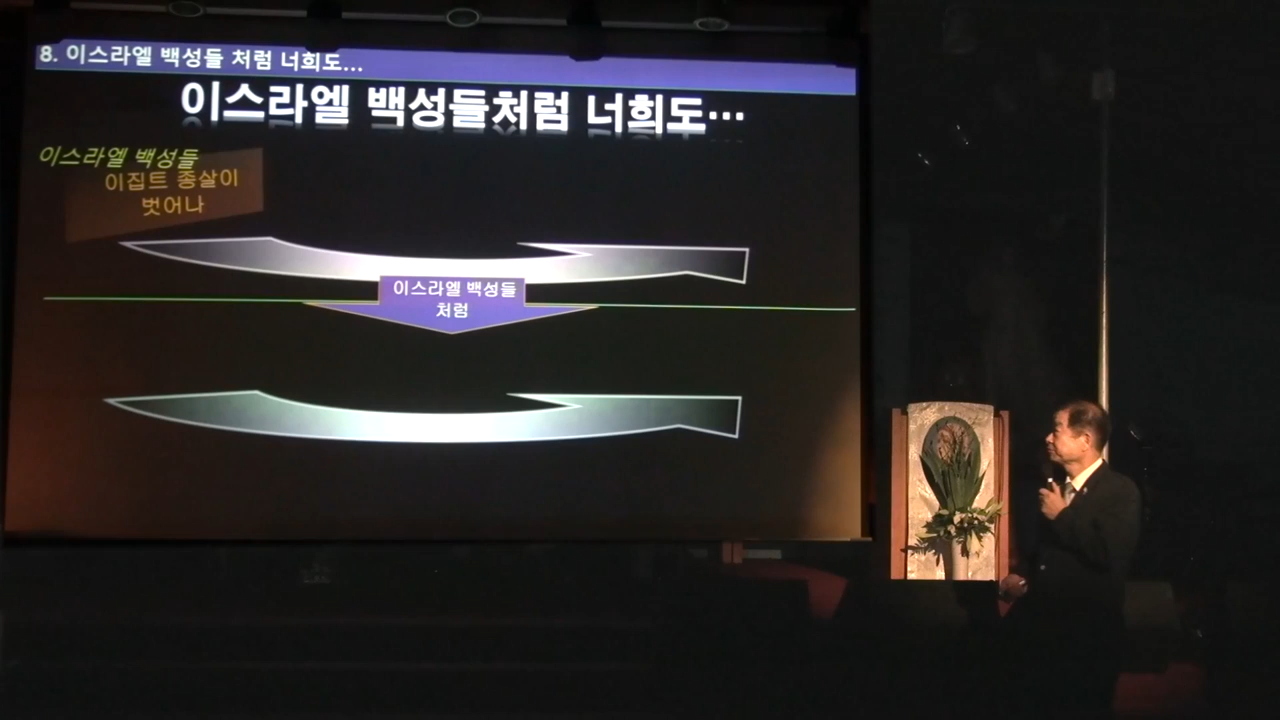 8. 이스라엘 백성들 처럼 너희도...
이스라엘 백성들처럼 너희도…
이스라엘 백성들
이집트 종살이
벗어나
이스라엘 백성들
처럼